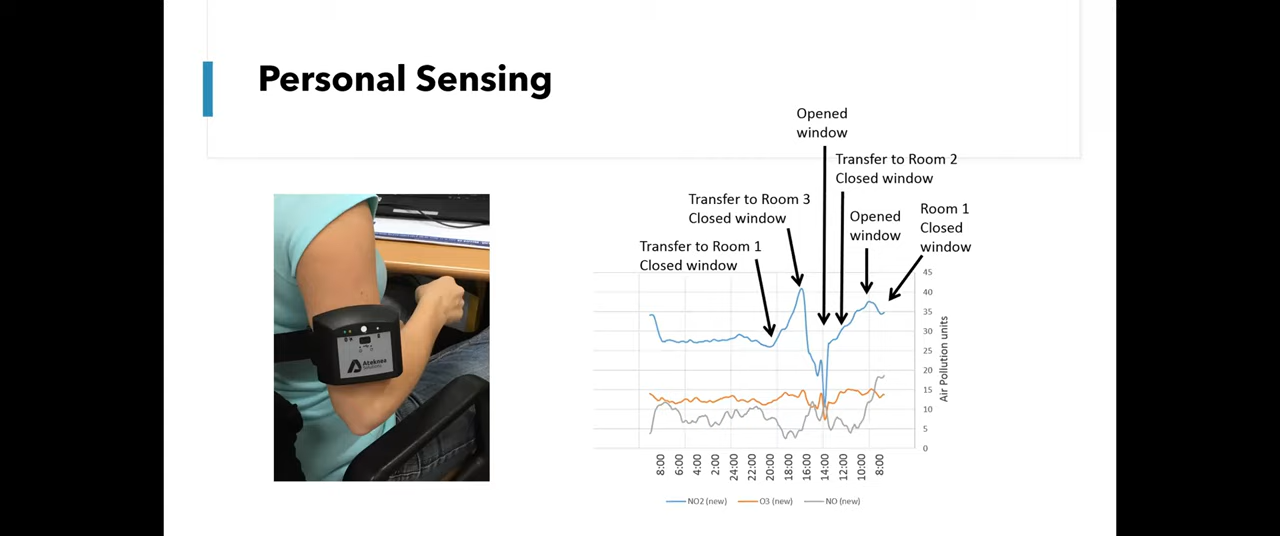 Personal Sensing
Opened
window
Transfer to Room 2
Closed window
Transfer to Room 3
Closed window
Opened
window
Room 1
Closed
window
Transfer to Room 1
Closed window
45
40
35
30
25
20
15
10
5
0
Air Pollution units
8:00
6:00
4:00
2:00
24:00
22:00
20:00
18:00
16:00
14:00
12:00
10:00
8:00
NO2 (new)
O3 (new)
NO (new)
Ateknea
Solutions